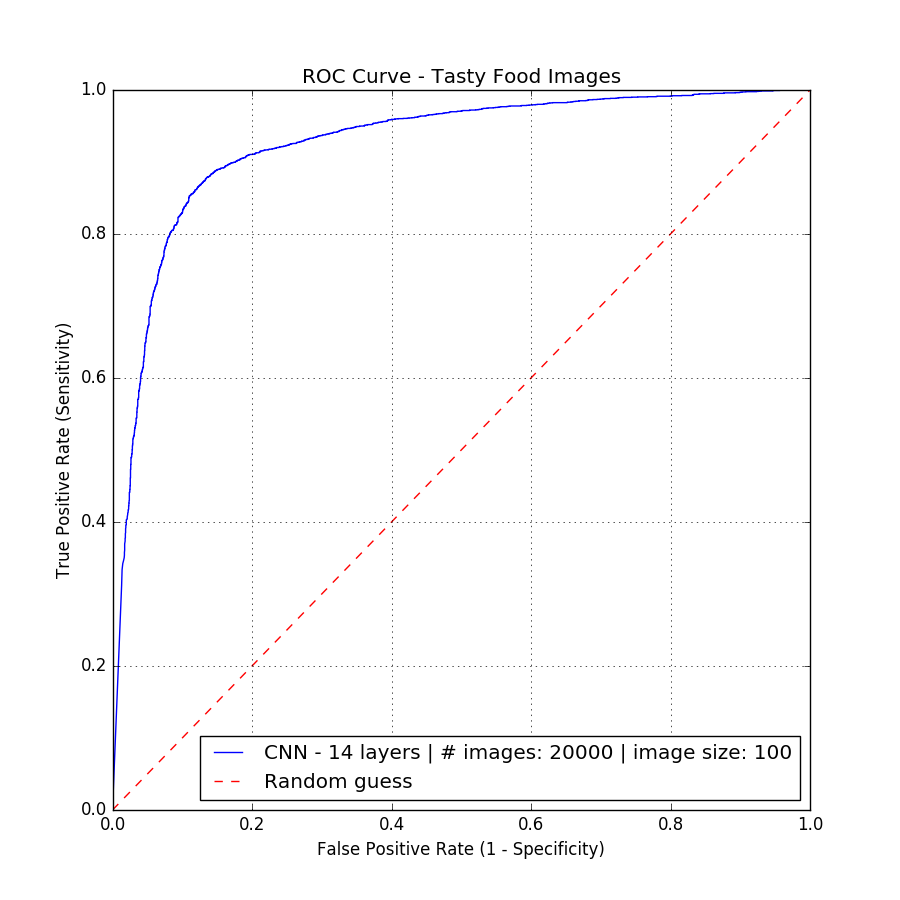 ROC Curve - Tasty Food Images
1.0
0.8
0.6
0.4
0.2
0.0
True Positive Rate (Sensitivity)
CNN - 14 layers | # images: 20000 | image size: 100
Random guess
0.0 0.2 0.4 0.6 0.8 1.0
False Positive Rate (1 - Specificity)